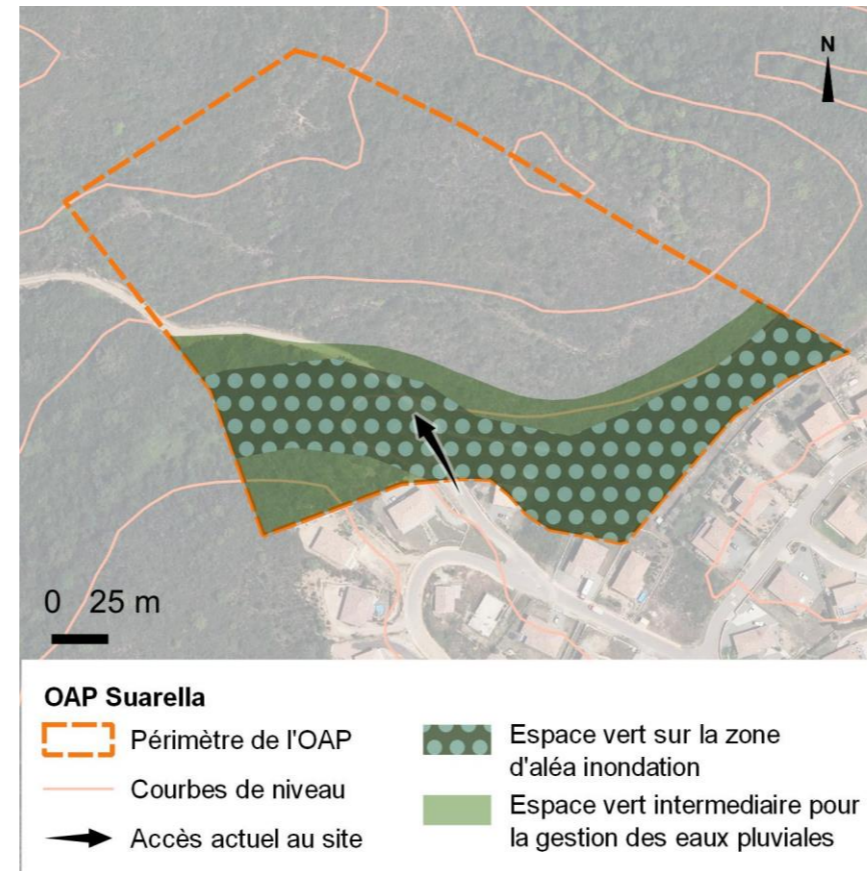 N
0 25 m
OAP Suarella
Périmètre de l'OAP
Courbes de niveau
Accès actuel au site
Espace vert sur la zone
d'aléa inondation
Espace vert intermediaire pour
la gestion des eaux pluviales